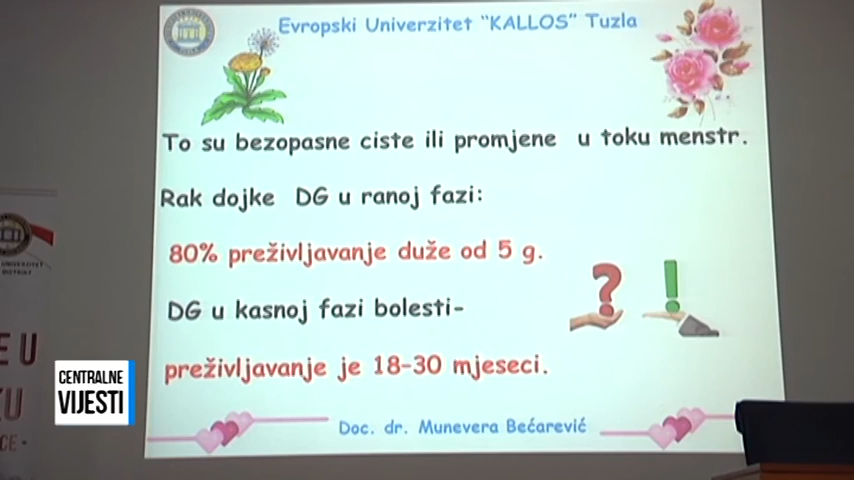 Evropski Univerzitet "KALLOS" Tuzla
To su bezopasne ciste ili promjene u toku menstr.
Rak dojke DG u ranoj fazi:
80% preživljavanje duže od 5 g.
DG u kasnoj fazi bolesti-
preživljavanje je 18-30 mjeseci.
Doc. dr. Munevera Bećarević
CENTRALNE
VIJESTI
E U